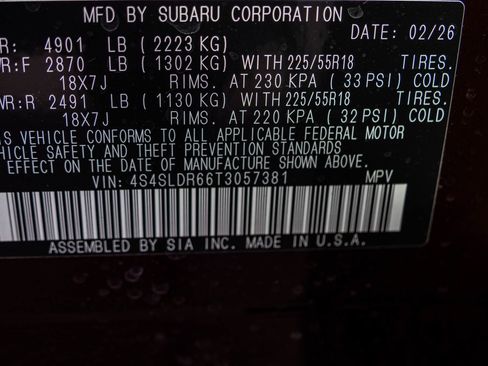 MFD BY SUBARU CORPORATION
DATE: 02/26
R: 4901 LB (2223 KG)
WR:F 2870 LB (1302 KG) WITH 225/55R18 TIRES.
18X7J RIMS. AT 230 KPA (33 PSI) COLD
WR:R 2491 LB (1130 KG) WITH 225/55R18 TIRES.
18X7J RIMS. AT 220 KPA (32 PSI) COLD
IS VEHICLE CONFORMS TO ALL APPLICABLE FEDERAL MOTOR
HICLE SAFETY AND THEFT PREVENTION STANDARDS
EFFECT ON THE DATE OF MANUFACTURE SHOWN ABOVE.
VIN: 4S4SLDR66T3057381 MPV
ASSEMBLED BY SIA INC. MADE IN U.S.A.